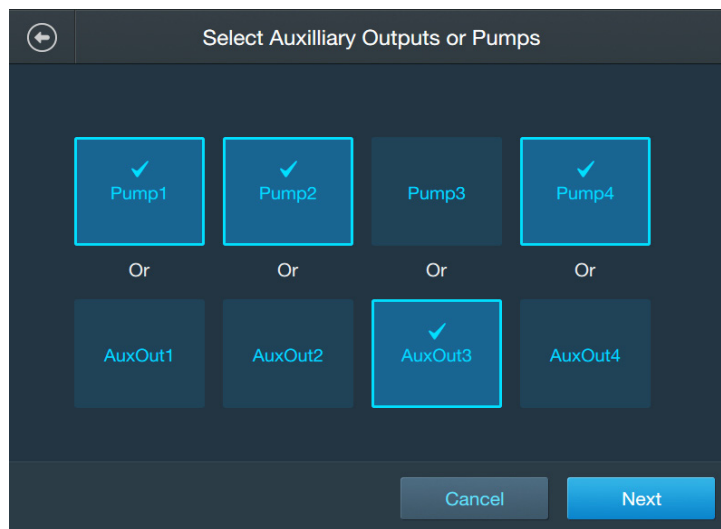 Select Auxilliary Outputs or Pumps
Pump1 Pump2 Pump3 Pump4
Or Or Or Or
AuxOut1 AuxOut2 AuxOut3 AuxOut4
Cancel Next